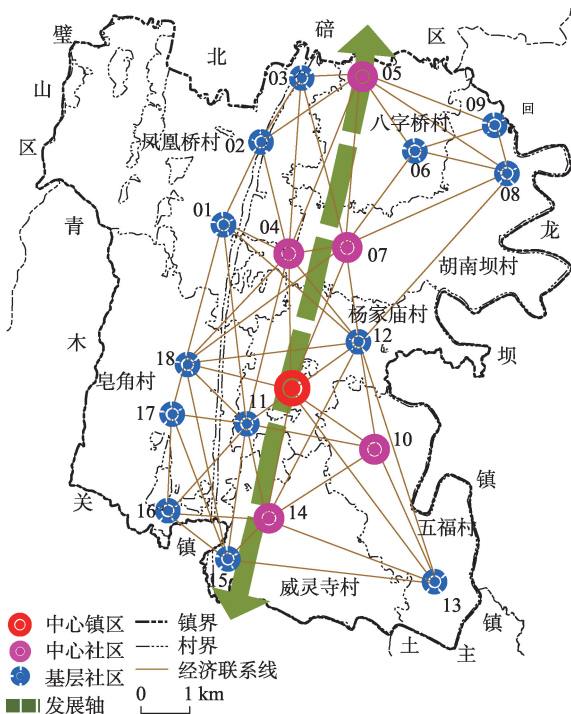 璧
山
区
北
碚
区
03
05
09
回
凤凰桥村
02
八字桥村
06
08
01
青
04
07
龙
胡南坝村
木
杨家庙村
12
坝
18
皂角村
17
11
10
关
镇
16
14
五福村
镇
15
威灵寺村
13
镇
土
主
中心镇区
镇界
中心社区
村界
基层社区
经济联系线
发展轴
0 1 km